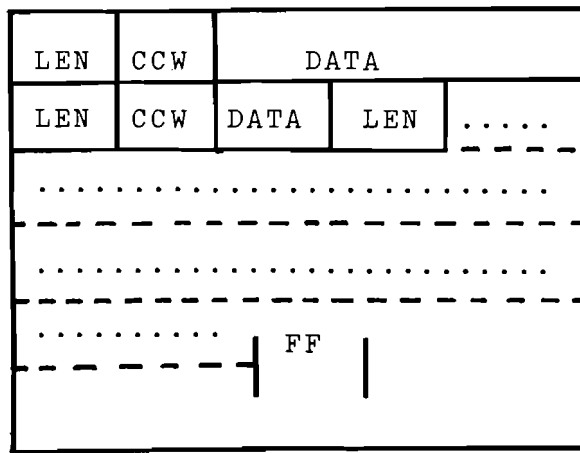 LEN CCW DATA
LEN CCW DATA LEN .....
...........................
...........................
..........
FF